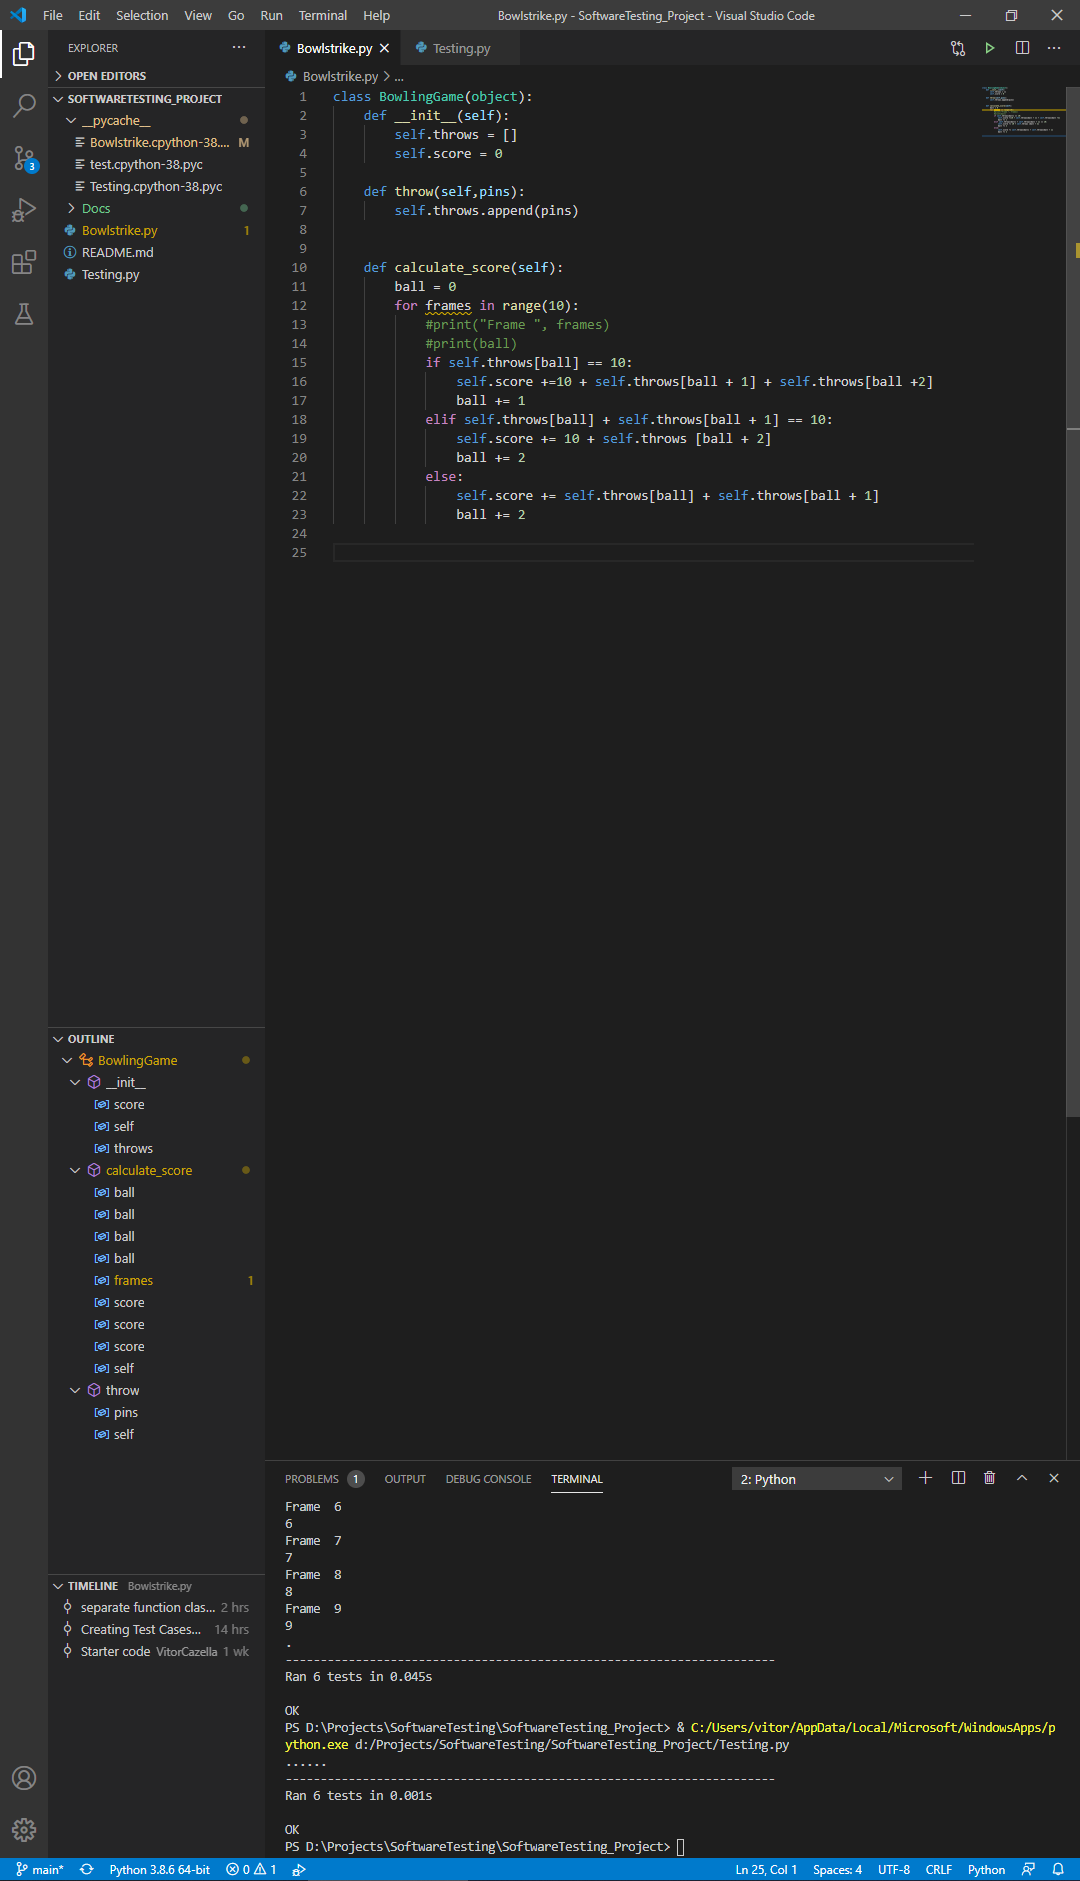 File Edit Selection View Go Run Terminal Help Bowlstrike.py - SoftwareTesting_Project - Visual Studio Code
EXPLORER
OPEN EDITORS
SOFTWARETESTING_PROJECT
__pycache__
Bowlstrike.cpython-38.... M
test.cpython-38.pyc
Testing.cpython-38.pyc
Docs
Bowlstrike.py 1
README.md
Testing.py
3
Bowlstrike.py Testing.py
Bowlstrike.py > ...
1 class BowlingGame(object):
2 def __init__(self):
3 self.throws = []
4 self.score = 0
5
6 def throw(self,pins):
7 self.throws.append(pins)
8
9
10 def calculate_score(self):
11 ball = 0
12 for frames in range(10):
13 #print("Frame ", frames)
14 #print(ball)
15 if self.throws[ball] == 10:
16 self.score +=10 + self.throws[ball + 1] + self.throws[ball +2]
17 ball += 1
18 elif self.throws[ball] + self.throws[ball + 1] == 10:
19 self.score += 10 + self.throws [ball + 2]
20 ball += 2
21 else:
22 self.score += self.throws[ball] + self.throws[ball + 1]
23 ball += 2
24
25
OUTLINE
BowlingGame
__init__
score
self
throws
calculate_score
ball
ball
ball
ball
frames 1
score
score
score
self
throw
pins
self
TIMELINE Bowlstrike.py
separate function clas... 2 hrs
Creating Test Cases... 14 hrs
Starter code VitorCazella 1 wk
PROBLEMS 1 OUTPUT DEBUG CONSOLE TERMINAL 2: Python
Frame 6
6
Frame 7
7
Frame 8
8
Frame 9
9
.
----------------------------------------------------------------------
Ran 6 tests in 0.045s
OK
PS D:\Projects\SoftwareTesting\SoftwareTesting_Project> & C:/Users/vitor/AppData/Local/Microsoft/WindowsApps/p
ython.exe d:/Projects/SoftwareTesting/SoftwareTesting_Project/Testing.py
......
----------------------------------------------------------------------
Ran 6 tests in 0.001s
OK
PS D:\Projects\SoftwareTesting\SoftwareTesting_Project>
main* Python 3.8.6 64-bit 0 1 Ln 25, Col 1 Spaces: 4 UTF-8 CRLF Python